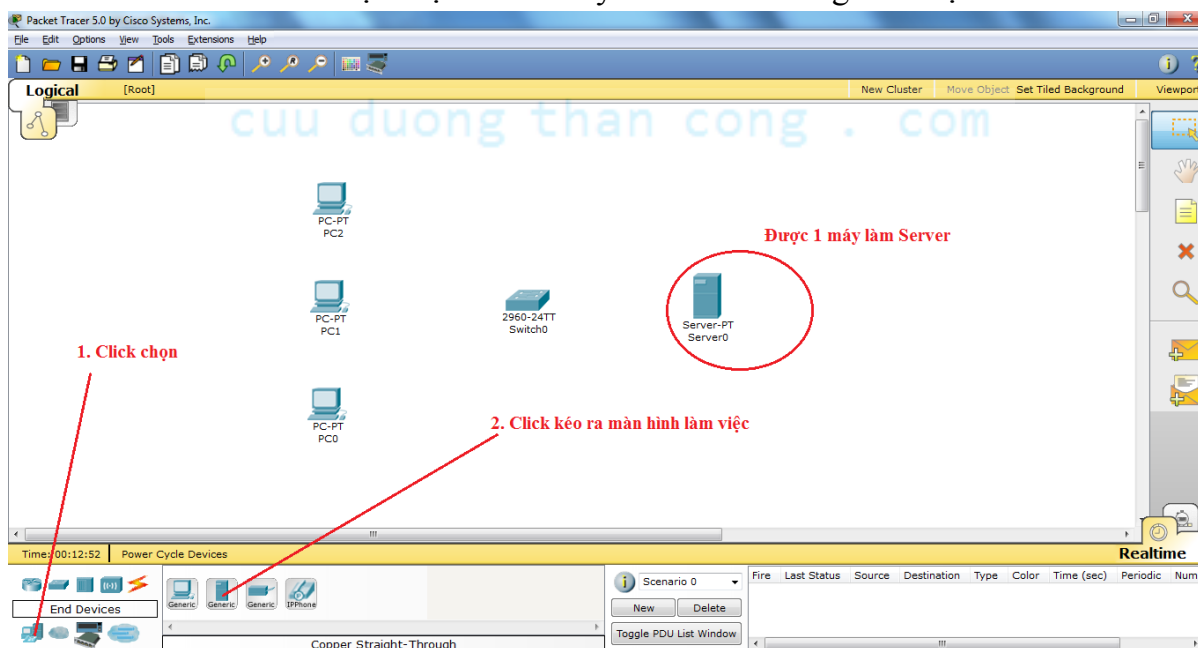 Packet Tracer 5.0 by Cisco Systems, Inc.
File Edit Options View Tools Extensions Help
Logical [Root] New Cluster Move Object Set Tiled Background Viewport
cuu duong than cong . com
PC-PT
PC2
Được 1 máy làm Server
PC-PT
PC1
2960-24TT
Switch0
Server-PT
Server0
1. Click chọn
PC-PT
PC0
2. Click kéo ra màn hình làm việc
Time: 00:12:52 Power Cycle Devices Realtime
End Devices
Generic Generic Generic IPPhone
Copper Straight-Through
Scenario 0
New Delete
Toggle PDU List Window
Fire Last Status Source Destination Type Color Time (sec) Periodic Num